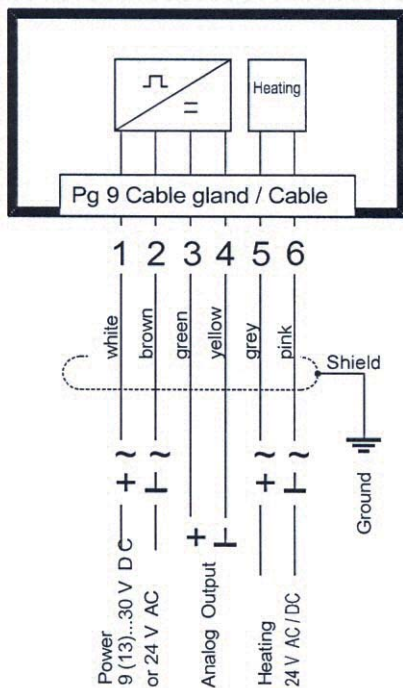 Heating
Pg 9 Cable gland / Cable
1 2 3 4 5 6
white
brown
green
yellow
grey
pink
Shield
Ground
~ ~ ~ ~
+ ⊥ + ⊥
+ ⊥
Power
9 (13)...30 V DC
or 24 V AC
Analog Output
Heating
24 V AC / DC